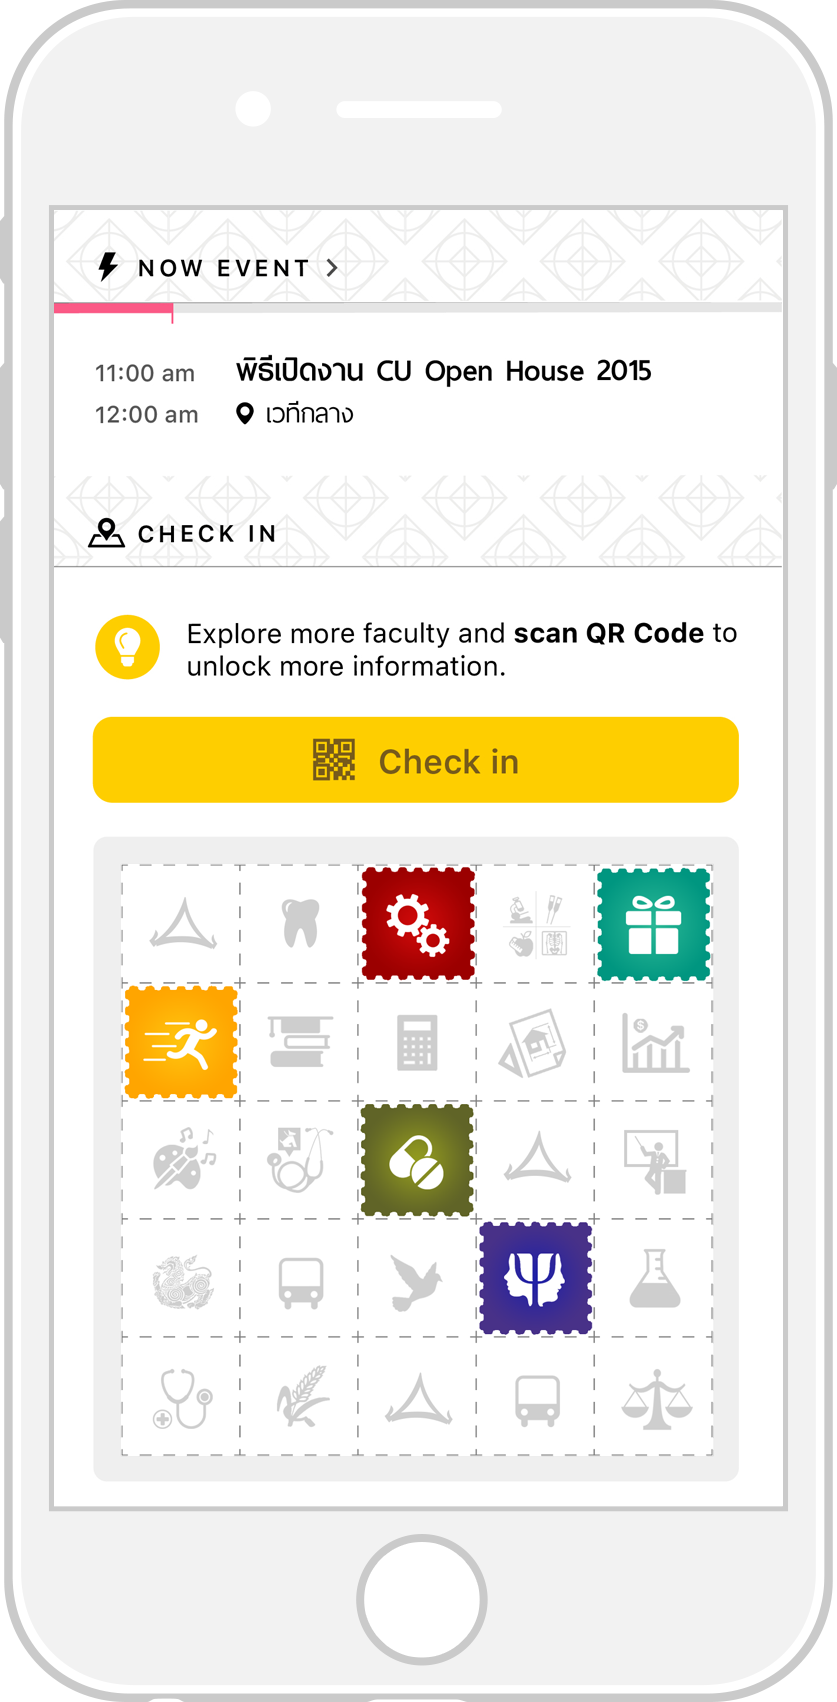 NOW EVENT
11:00 am พิธีเปิดงาน CU Open House 2015
12:00 am เวทีกลาง
CHECK IN
Explore more faculty and scan QR Code to
unlock more information.
Check in